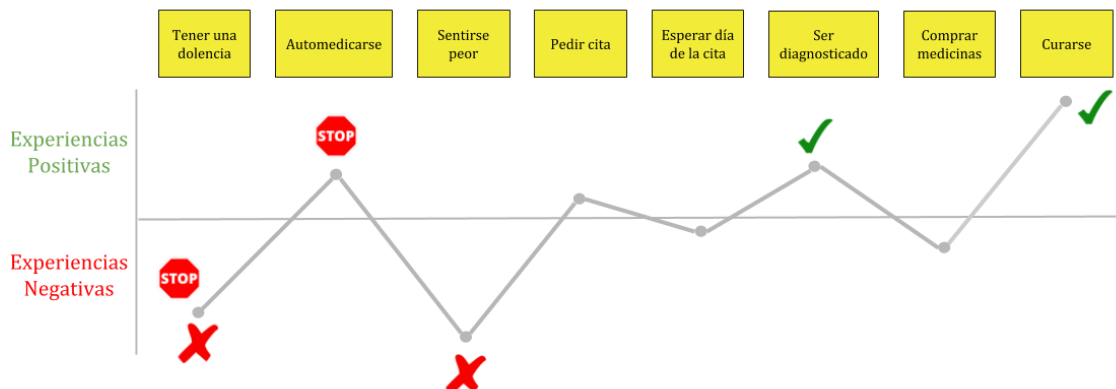 Tener una
dolencia
Automedicarse
Sentirse
peor
Pedir cita
Esperar día
de la cita
Ser
diagnosticado
Comprar
medicinas
Curarse
Experiencias
Positivas
STOP
STOP
Experiencias
Negativas